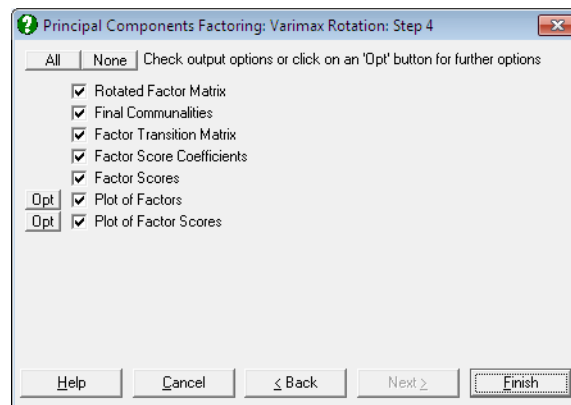 Principal Components Factoring: Varimax Rotation: Step 4
All None Check output options or click on an 'Opt' button for further options
Rotated Factor Matrix
Final Communalities
Factor Transition Matrix
Factor Score Coefficients
Factor Scores
Opt Plot of Factors
Opt Plot of Factor Scores
Help Cancel < Back Next > Finish